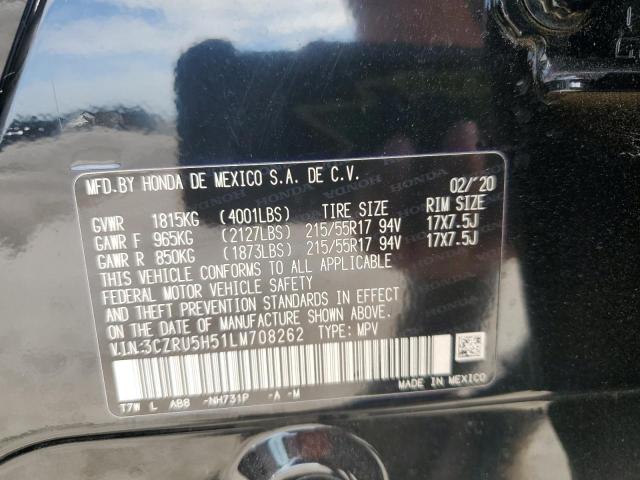 MFD.BY HONDA DE MEXICO S.A. DE C.V. 02/'20
GVWR 1815KG (4001LBS) TIRE SIZE RIM SIZE
GAWR F 965KG (2127LBS) 215/55R17 94V 17X7.5J
GAWR R 850KG (1873LBS) 215/55R17 94V 17X7.5J
THIS VEHICLE CONFORMS TO ALL APPLICABLE
FEDERAL MOTOR VEHICLE SAFETY
AND THEFT PREVENTION STANDARDS IN EFFECT
ON THE DATE OF MANUFACTURE SHOWN ABOVE.
V.I.N:3CZRU5H51LM708262 TYPE: MPV
MADE IN MEXICO
T7W L AB8 -NH731P -A -M